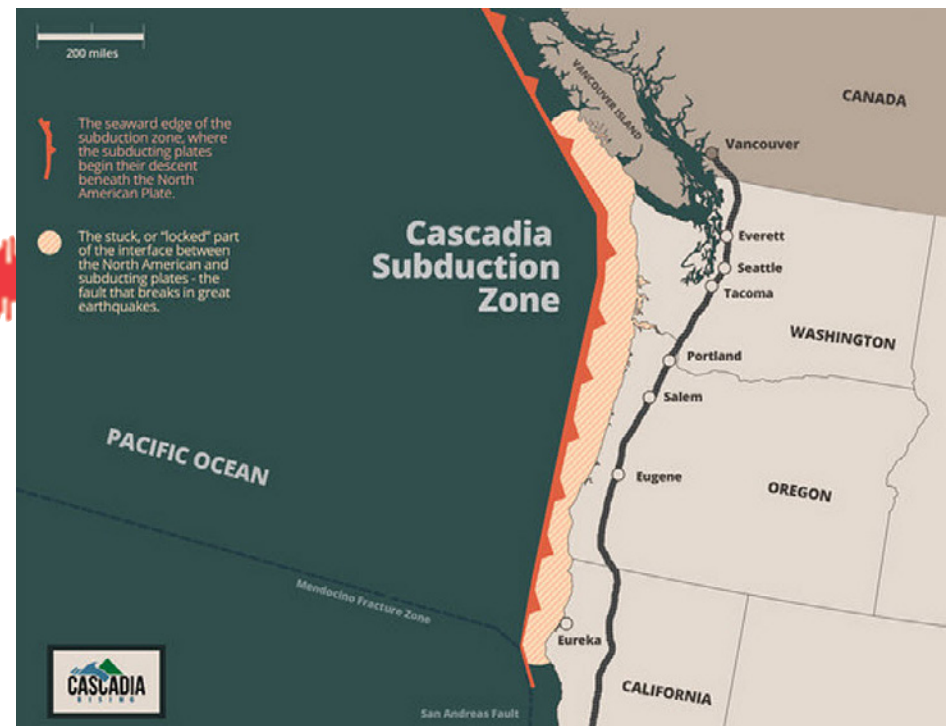 200 miles
The seaward edge of the
subduction zone, where
the subducting plates
begin their descent
beneath the North
American Plate.
The stuck, or "locked" part
of the interface between
the North American and
subducting plates - the
fault that breaks in great
earthquakes.
Cascadia
Subduction
Zone
VANCOUVER ISLAND
CANADA
Vancouver
Everett
Seattle
Tacoma
WASHINGTON
Portland
Salem
Eugene
OREGON
PACIFIC OCEAN
Mendocino Fracture Zone
Eureka
CALIFORNIA
San Andreas Fault
CASCADIA
RISING